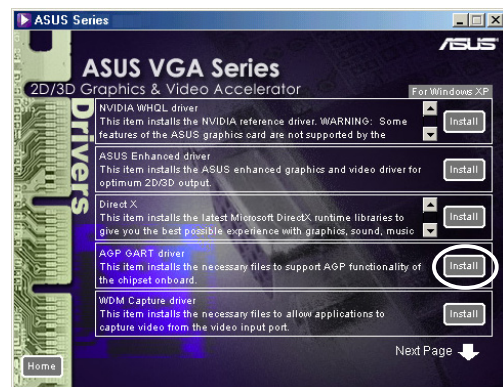 ASUS Series
ASUS
ASUS VGA Series
2D/3D Graphics & Video Accelerator
For Windows XP
Drivers
NVIDIA WHQL driver
This item installs the NVIDIA reference driver. WARNING: Some
features of the ASUS graphics card are not supported by the
Install
ASUS Enhanced driver
This item installs the ASUS enhanced graphics and video driver for
optimum 2D/3D output.
Install
Direct X
This item installs the latest Microsoft DirectX runtime libraries to
give you the best possible experience with graphics, sound, music
Install
AGP GART driver
This item installs the necessary files to support AGP functionality of
the chipset onboard.
Install
WDM Capture driver
This item installs the necessary files to allow applications to
capture video from the video input port.
Install
Next Page
Home